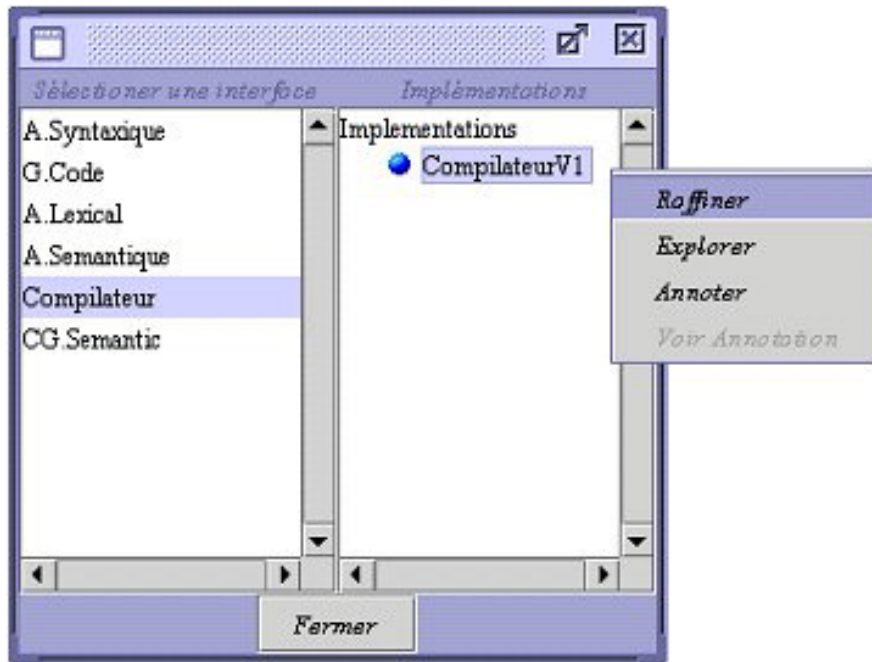 Sélectioner une interface
Implémentations
A.Syntaxique
G.Code
A.Lexical
A.Semantique
Compilateur
CG.Semantic
Implementations
CompilateurV1
Raffiner
Explorer
Annoter
Voir Annotation
Fermer